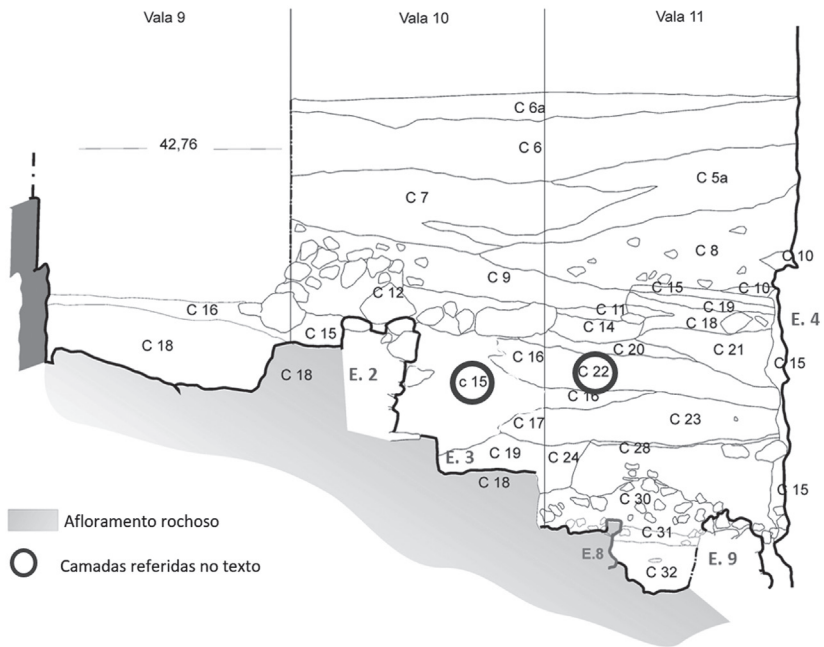 Vala 9
Vala 10
Vala 11
C 6a
42,76
C 6
C 5a
C 7
C 8
C 10
C 9
C 15
C 10
C 12
C 16
C 11
C 19
E. 4
C 14
C 18
C 15
C 18
C 20
C 21
C 16
C 15
C 18
E. 2
c 15
C 22
C 16
C 17
C 23
E. 3
C 19
C 24
C 28
C 18
C 15
C 30
Afloramento rochoso
C 31
E.8
E. 9
Camadas referidas no texto
C 32